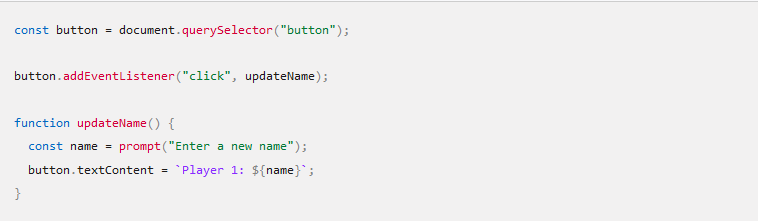 const button = document.querySelector("button");
button.addEventListener("click", updateName);
function updateName() {
  const name = prompt("Enter a new name");
  button.textContent = `Player 1: ${name}`;
}